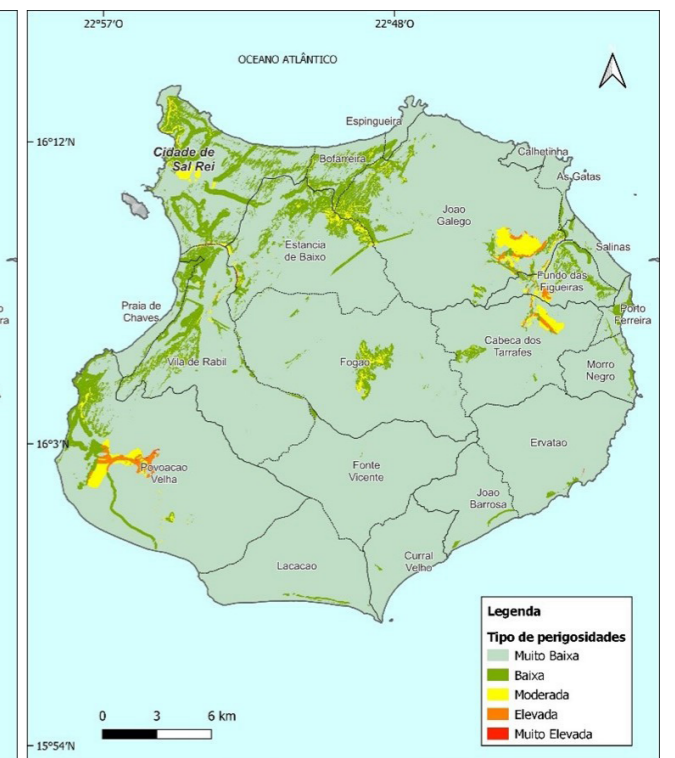 22°57'O
22°48'O
OCEANO ATLÂNTICO
16°12'N
Espingueira
Cidade de
Sal Rei
Bofarreira
Calhetinha
As Gatas
Joao
Galego
Estancia
de Baixo
Salinas
Fundo das
Figueiras
Praia de
Chaves
Porto
Ferreira
Cabeca dos
Tarrafes
Vila de Rabil
Fogao
Morro
Negro
16°3'N
Ervatao
Povoacao
Velha
Fonte
Vicente
Joao
Barrosa
Curral
Velho
Lacacao
Legenda
Tipo de perigosidades
Muito Baixa
Baixa
Moderada
Elevada
Muito Elevada
0 3 6 km
15°54'N
ra